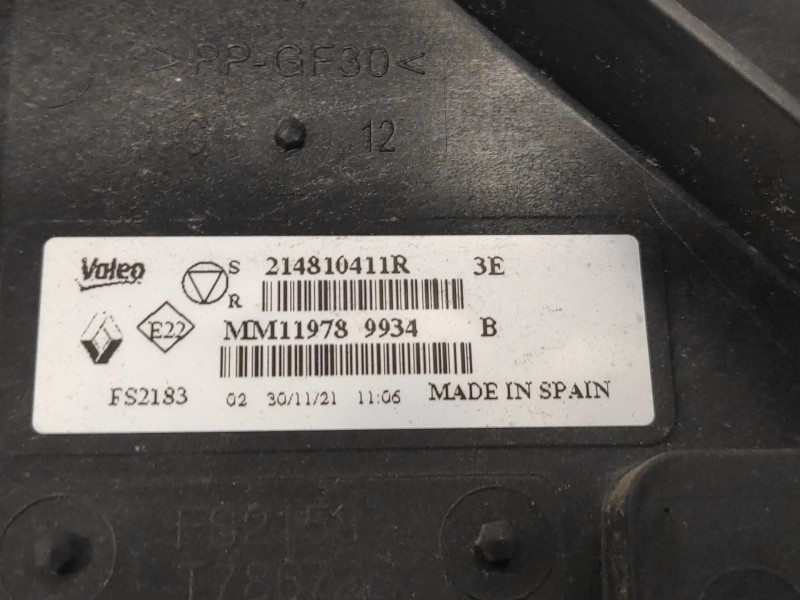 >PP-GF30<
12
Valeo
S
R
214810411R 3E
E22
MM11978 9934 B
FS2183 02 30/11/21 11:06 MADE IN SPAIN